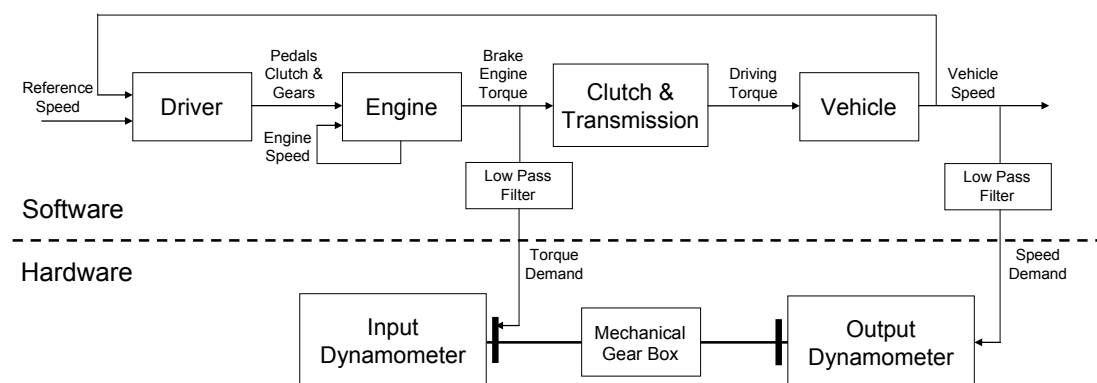 Reference
Speed
Driver
Pedals
Clutch &
Gears
Engine
Speed
Engine
Brake
Engine
Torque
Clutch &
Transmission
Driving
Torque
Vehicle
Vehicle
Speed
Low Pass
Filter
Low Pass
Filter
Software
Hardware
Torque
Demand
Speed
Demand
Input
Dynamometer
Mechanical
Gear Box
Output
Dynamometer